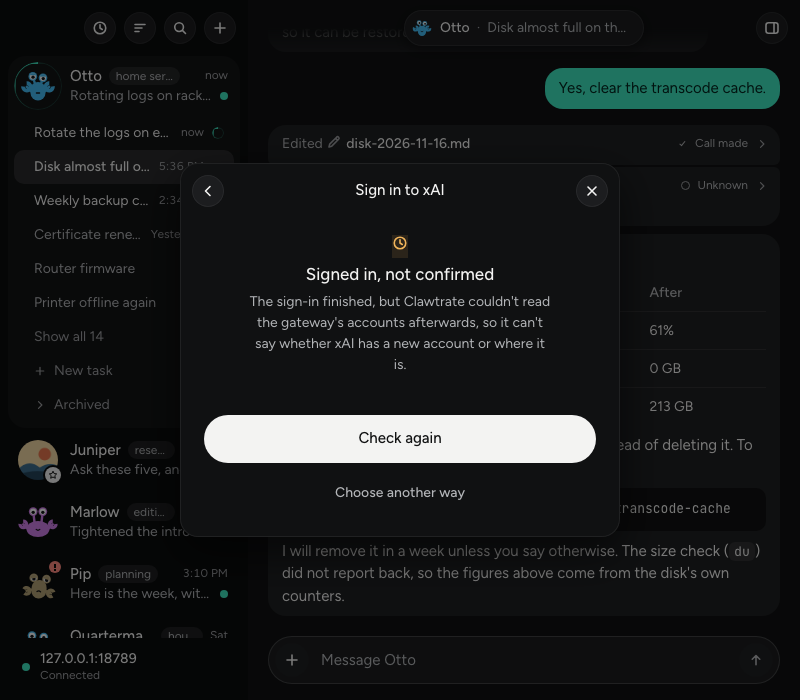 so it can be restor
Otto · Disk almost full on th...
Otto home ser... now
Rotating logs on rack...
Yes, clear the transcode cache.
Rotate the logs on e... now
Disk almost full o... 5:36 PM
Weekly backup c... 2:34
Certificate rene... Yeste
Router firmware
Printer offline again
Show all 14
New task
Archived
Edited disk-2026-11-16.md
Call made
Unknown
Sign in to xAI
Signed in, not confirmed
The sign-in finished, but Clawtrate couldn't read
the gateway's accounts afterwards, so it can't
say whether xAI has a new account or where it
is.
Check again
Choose another way
After
61%
0 GB
213 GB
ead of deleting it. To
transcode-cache
I will remove it in a week unless you say otherwise. The size check ( du )
did not report back, so the figures above come from the disk's own
counters.
Juniper rese...
Ask these five, an
Marlow editi...
Tightened the intro
Pip planning 3:10 PM
Here is the week, wit...
Quarterma hou... Sat
127.0.0.1:18789
Connected
Message Otto